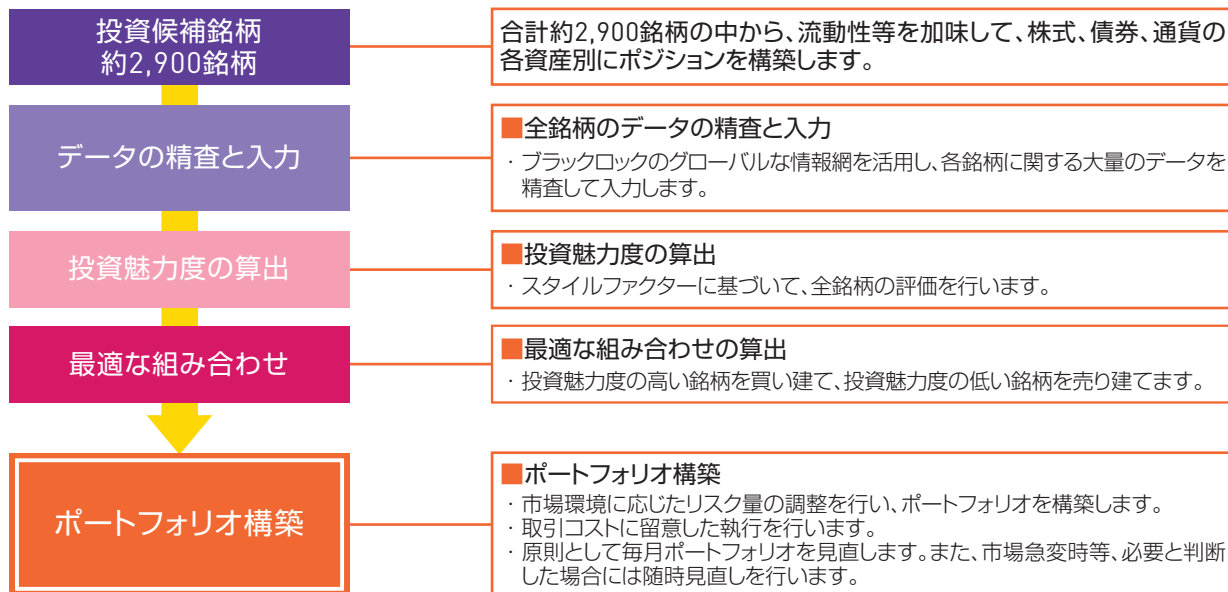 投資候補銘柄
約2,900銘柄
合計約2,900銘柄の中から、流動性等を加味して、株式、債券、通貨の
各資産別にポジションを構築します。
データの精査と入力
■全銘柄のデータの精査と入力
・ブラックロックのグローバルな情報網を活用し、各銘柄に関する大量のデータを
精査して入力します。
投資魅力度の算出
■投資魅力度の算出
・スタイルファクターに基づいて、全銘柄の評価を行います。
最適な組み合わせ
■最適な組み合わせの算出
・投資魅力度の高い銘柄を買い建て、投資魅力度の低い銘柄を売り建てます。
ポートフォリオ構築
■ポートフォリオ構築
・市場環境に応じたリスク量の調整を行い、ポートフォリオを構築します。
・取引コストに留意した執行を行います。
・原則として毎月ポートフォリオを見直します。また、市場急変時等、必要と判断
した場合には随時見直しを行います。